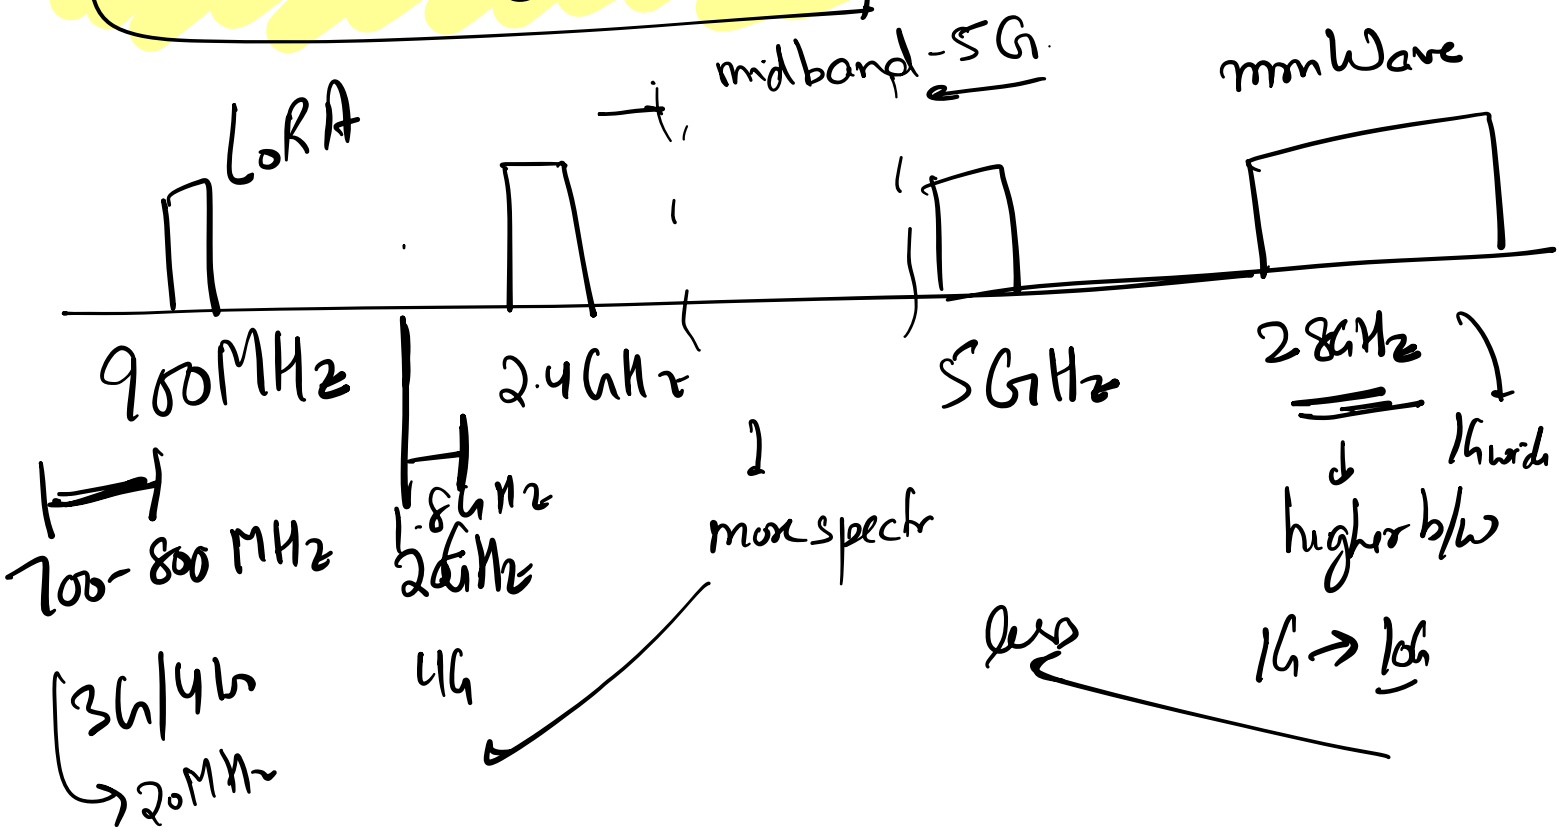 midband-5G
mmWave
LoRA
900MHz
2.4GHz
5GHz
28GHz
1G wide
1.8GHz
2GHz
700-800 MHz
more spectr
higher b/w
less
1G → 10G
3G/4G
4G
20MHz